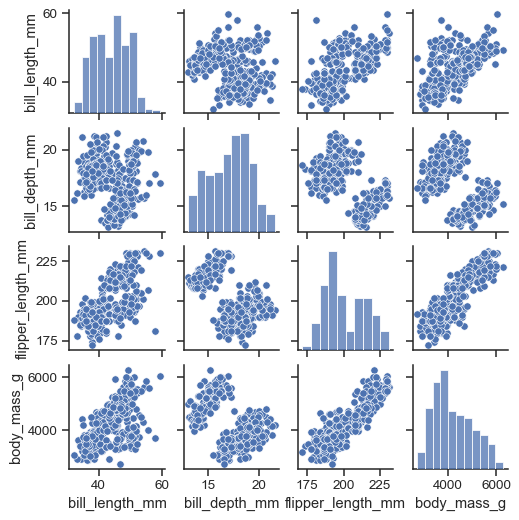 60
40
bill_length_mm
20
15
bill_depth_mm
225
200
175
flipper_length_mm
6000
4000
body_mass_g
40 60
15 20
175 200 225
4000 6000
bill_length_mm
bill_depth_mm
flipper_length_mm
body_mass_g